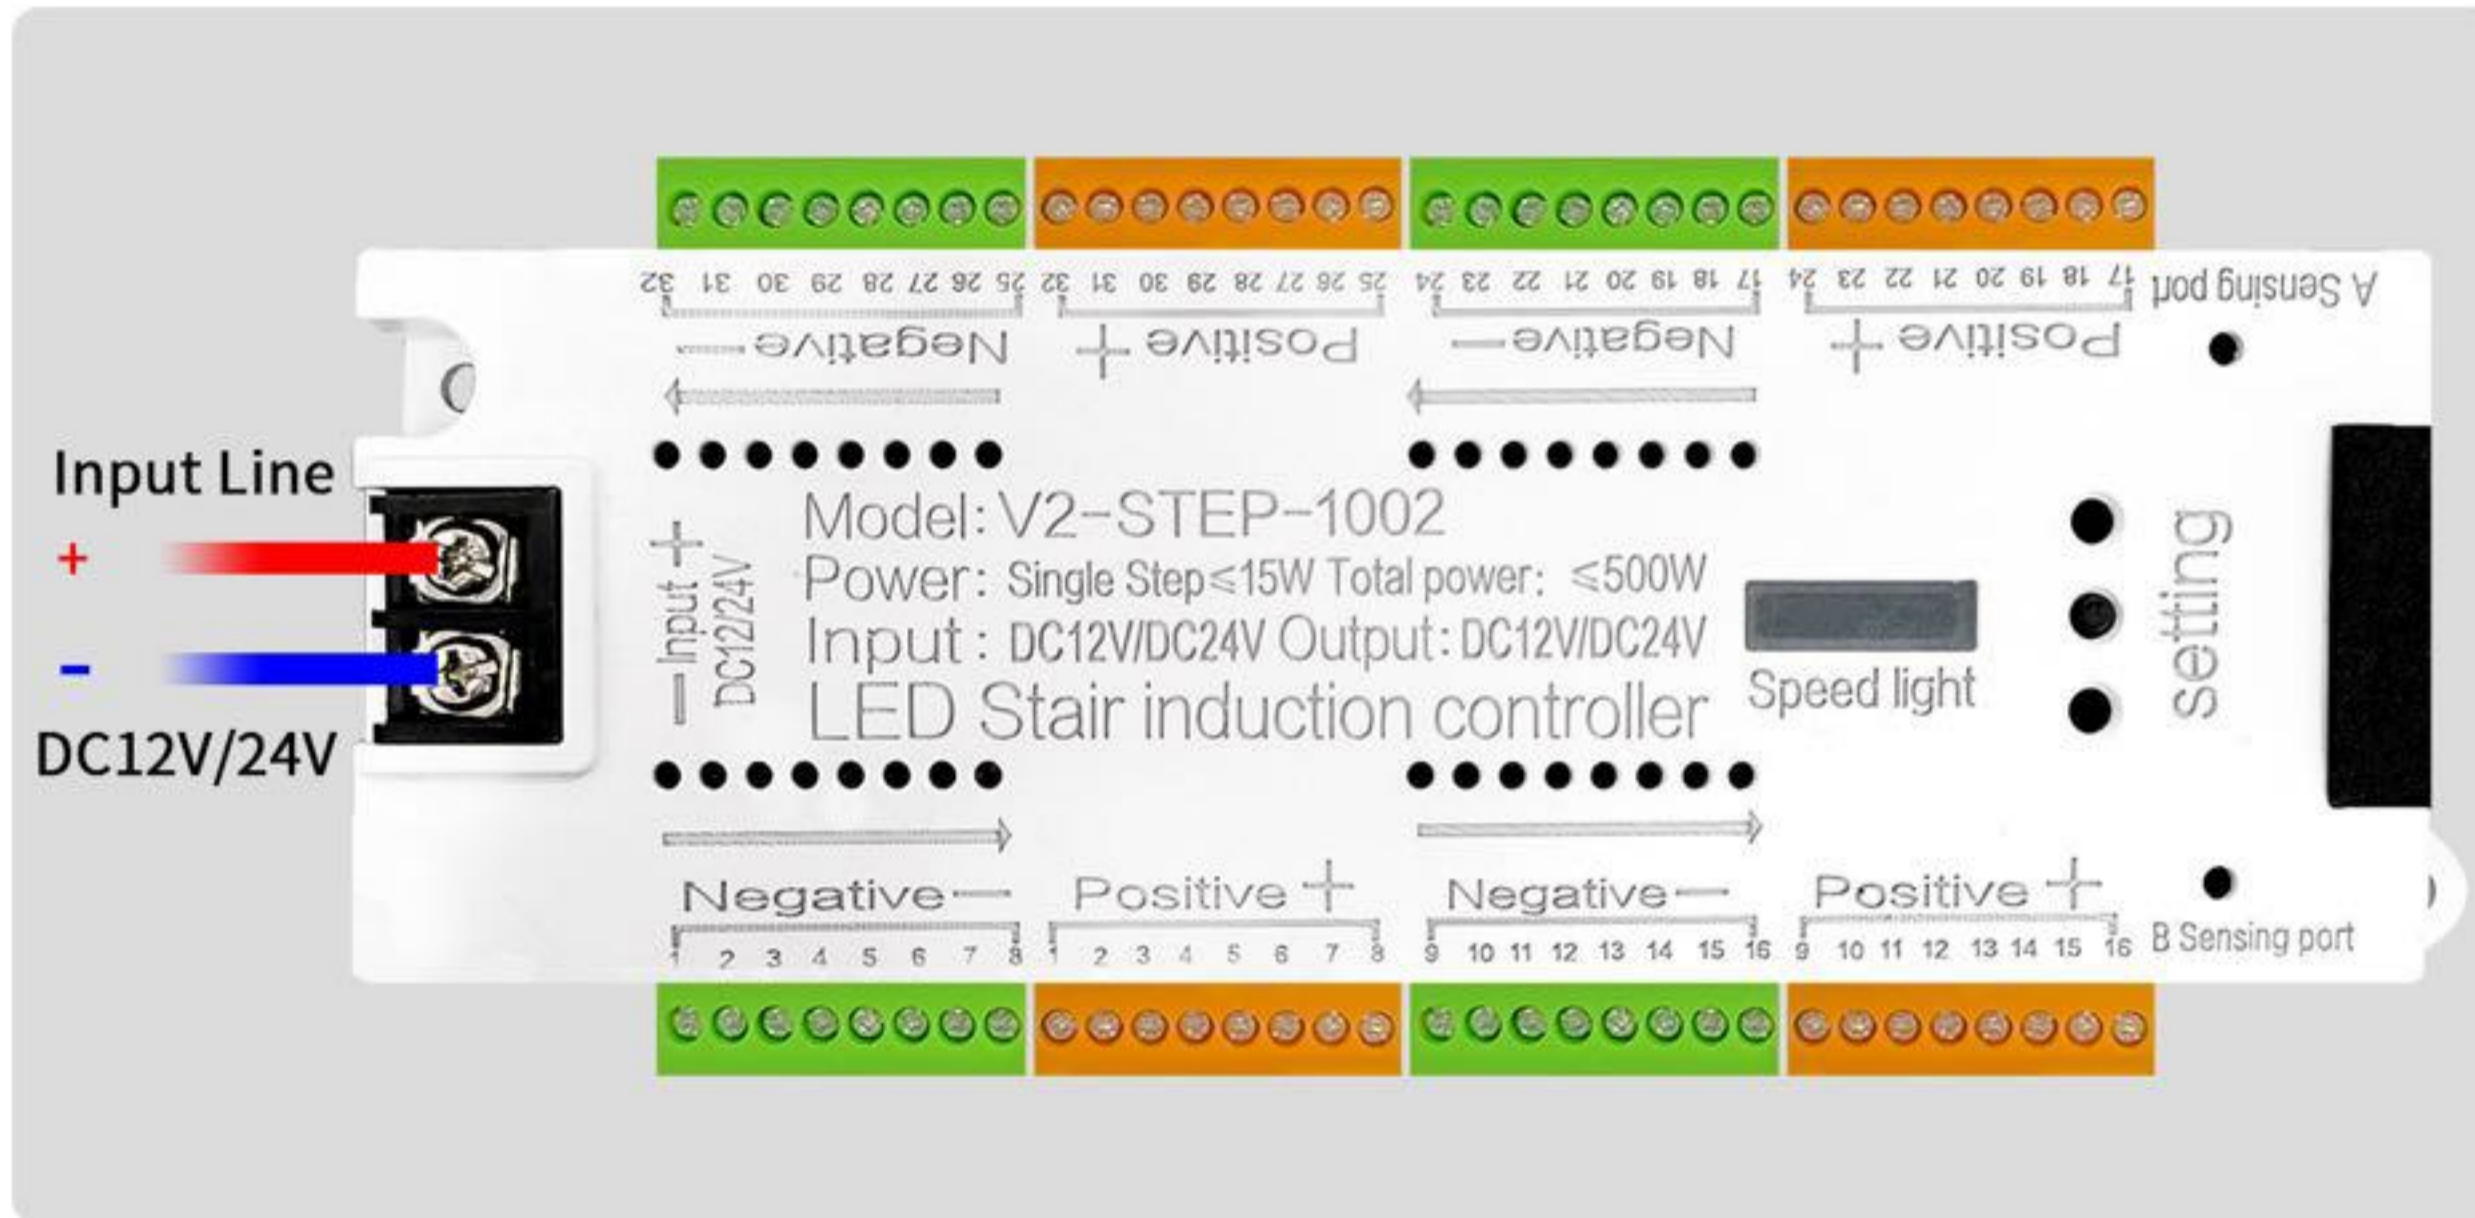 32 31 30 29 28 27 26 25 32 31 30 29 28 27 26 25 24 23 22 21 20 19 18 17 24 23 22 21 20 19 18 17
A Sensing port
Negative − Positive + Negative − Positive +
Input Line
+
-
DC12V/24V
− Input +
DC12/24V
Model: V2-STEP-1002
Power: Single Step≤15W Total power: ≤500W
Input: DC12V/DC24V Output: DC12V/DC24V
LED Stair induction controller
Speed light
setting
Negative − Positive + Negative − Positive +
1 2 3 4 5 6 7 8 1 2 3 4 5 6 7 8 9 10 11 12 13 14 15 16 9 10 11 12 13 14 15 16
B Sensing port